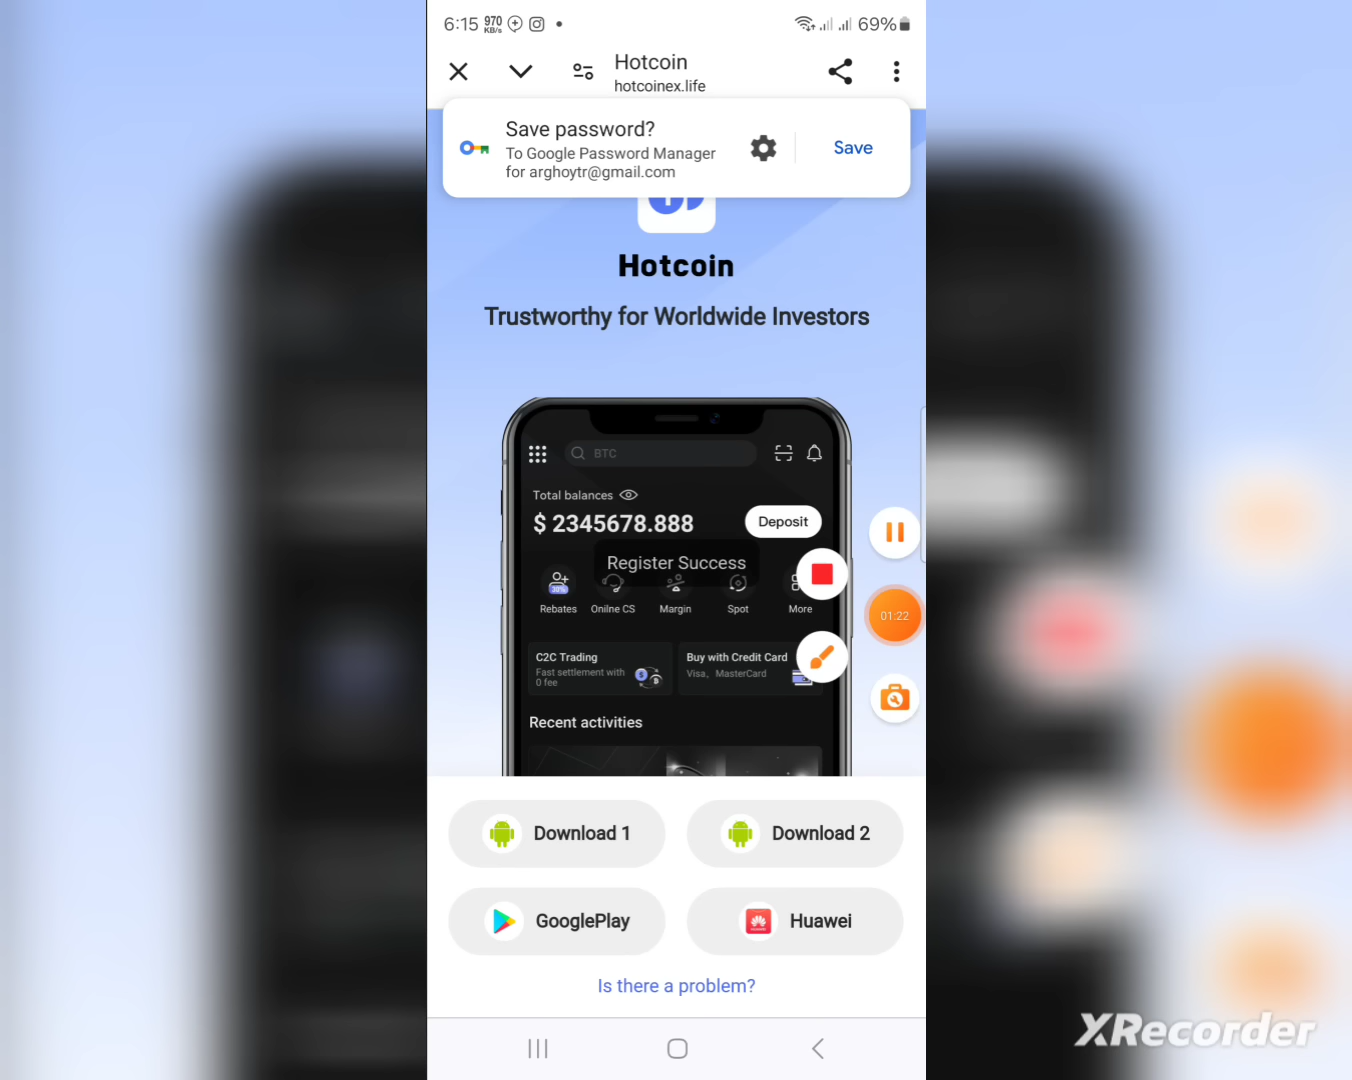 6:15 970 KB/s 69%
Hotcoin
hotcoinex.life
Save password?
To Google Password Manager
for arghoytr@gmail.com
Save
Hotcoin
Trustworthy for Worldwide Investors
BTC
Total balances
$ 2345678.888
Deposit
Register Success
30%
Rebates Onilne CS Margin Spot More
01:22
C2C Trading
Fast settlement with
0 fee
Buy with Credit Card
Visa, MasterCard
Recent activities
Download 1
Download 2
GooglePlay
Huawei
Is there a problem?
XRecorder